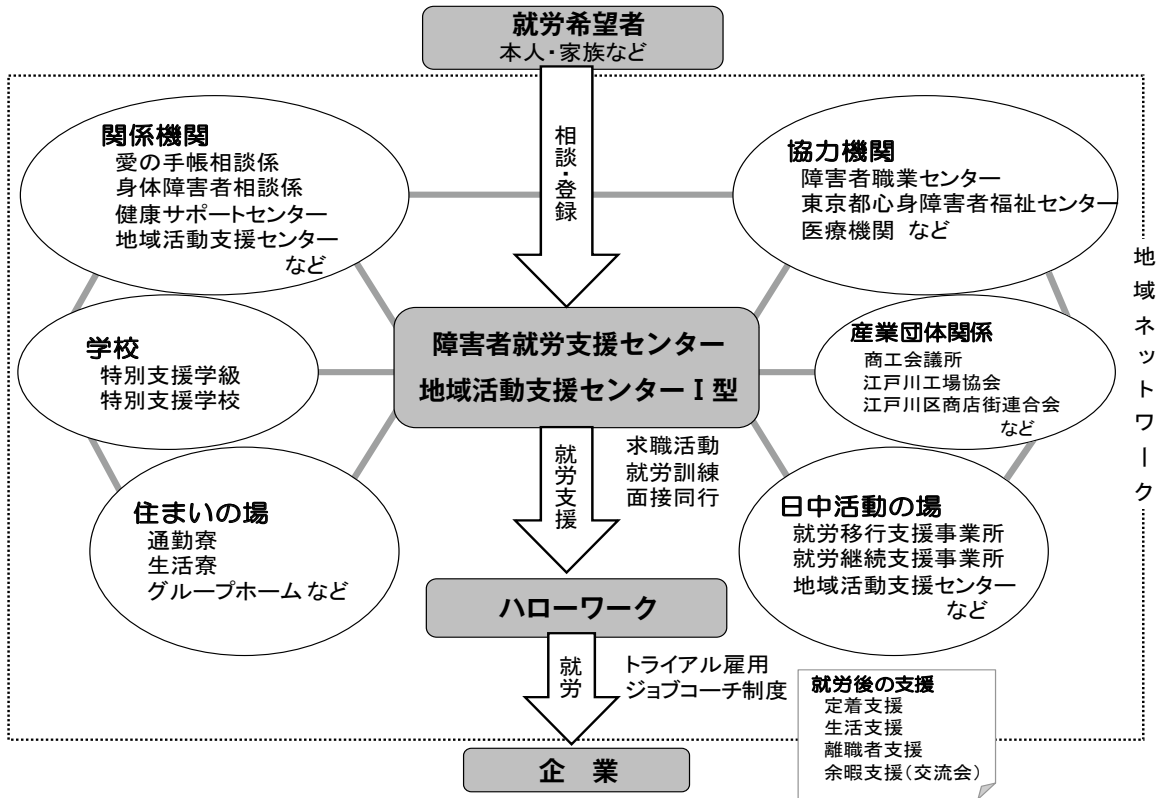 就労希望者
本人・家族など
関係機関
愛の手帳相談係
身体障害者相談係
健康サポートセンター
地域活動支援センター
など
相談・登録
協力機関
障害者職業センター
東京都心身障害者福祉センター
医療機関 など
地域ネットワーク
学校
特別支援学級
特別支援学校
障害者就労支援センター
地域活動支援センターⅠ型
産業団体関係
商工会議所
江戸川工場協会
江戸川区商店街連合会
など
住まいの場
通勤寮
生活寮
グループホームなど
就労支援
求職活動
就労訓練
面接同行
日中活動の場
就労移行支援事業所
就労継続支援事業所
地域活動支援センター
など
ハローワーク
就労
トライアル雇用
ジョブコーチ制度
就労後の支援
定着支援
生活支援
離職者支援
余暇支援(交流会)
企 業